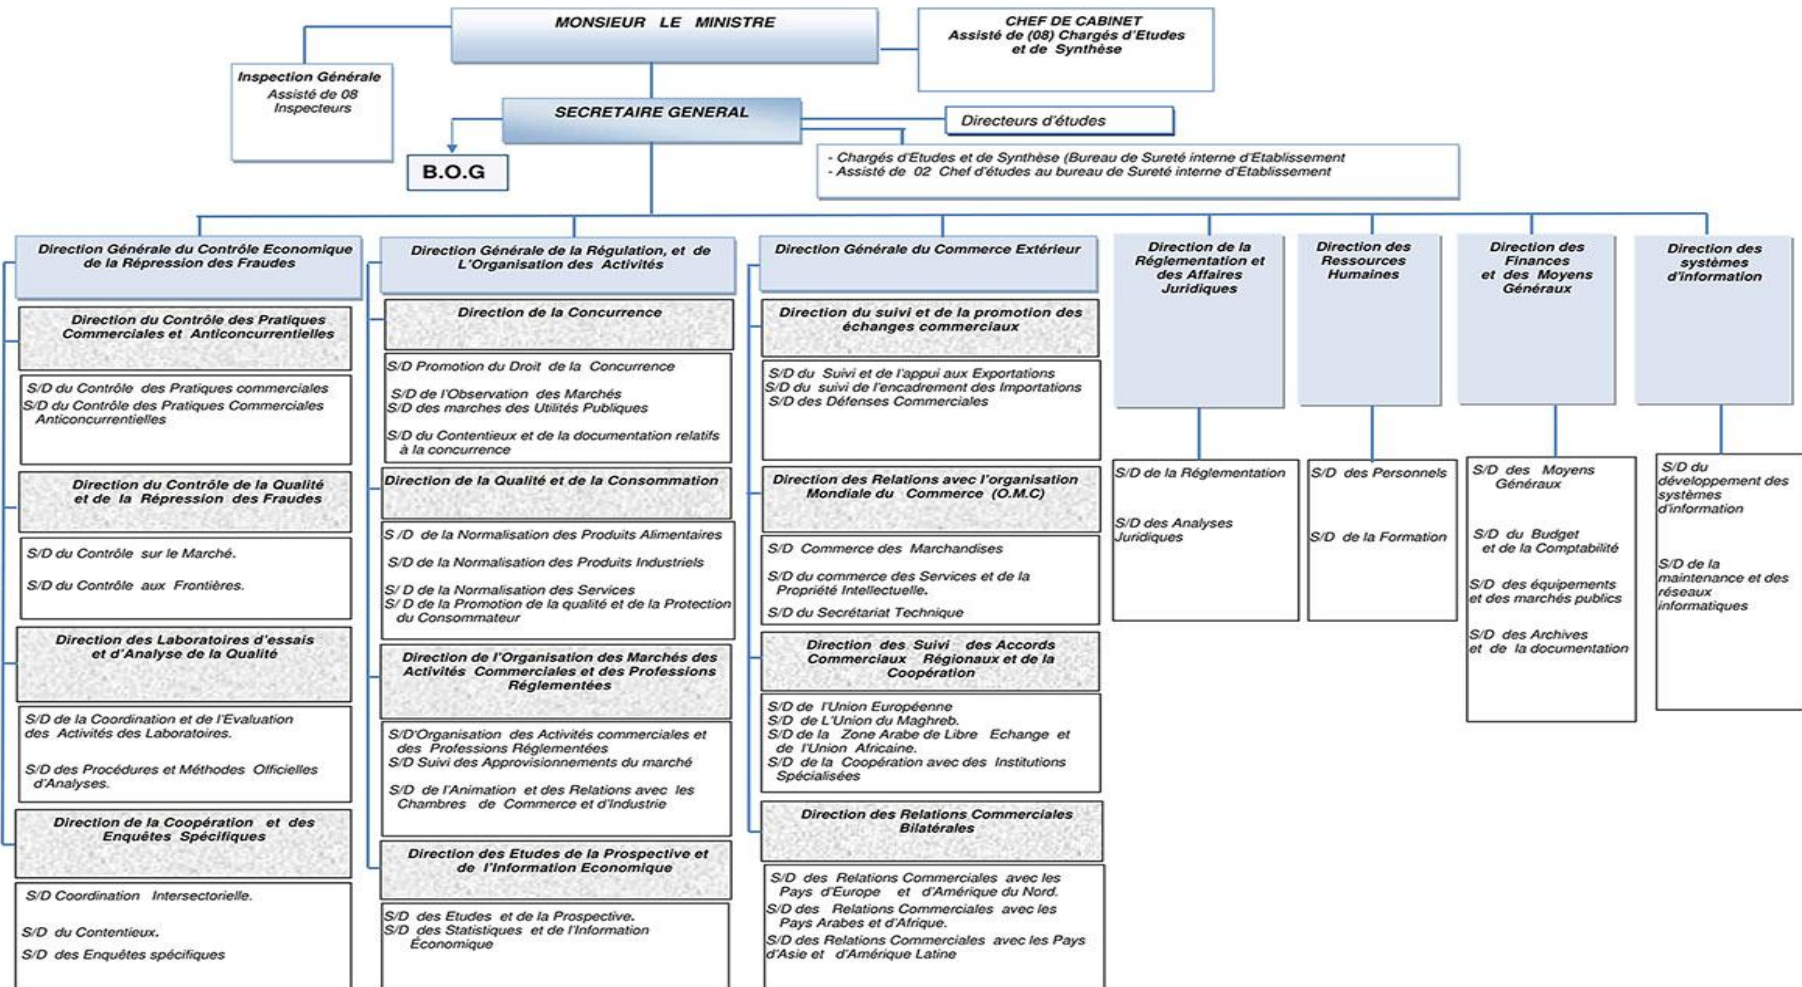 MONSIEUR LE MINISTRE
CHEF DE CABINET
Assisté de (08) Chargés d'Etudes
et de Synthèse
Inspection Générale
Assisté de 08
Inspecteurs
SECRETAIRE GENERAL
Directeurs d'études
B.O.G
- Chargés d'Etudes et de Synthèse (Bureau de Sureté interne d'Etablissement
- Assisté de 02 Chef d'études au bureau de Sureté interne d'Etablissement
Direction Générale du Contrôle Economique
de la Répression des Fraudes
Direction du Contrôle des Pratiques
Commerciales et Anticoncurrentielles
S/D du Contrôle des Pratiques commerciales
S/D du Contrôle des Pratiques Commerciales
Anticoncurrentielles
Direction du Contrôle de la Qualité
et de la Répression des Fraudes
S/D du Contrôle sur le Marché.
S/D du Contrôle aux Frontières.
Direction des Laboratoires d'essais
et d'Analyse de la Qualité
S/D de la Coordination et de l'Evaluation
des Activités des Laboratoires.
S/D des Procédures et Méthodes Officielles
d'Analyses.
Direction de la Coopération et des
Enquêtes Spécifiques
S/D Coordination Intersectorielle.
S/D du Contentieux.
S/D des Enquêtes spécifiques
Direction Générale de la Régulation, et de
L'Organisation des Activités
Direction de la Concurrence
S/D Promotion du Droit de la Concurrence
S/D de l'Observation des Marchés
S/D des marches des Utilités Publiques
S/D du Contentieux et de la documentation relatifs
à la concurrence
Direction de la Qualité et de la Consommation
S /D de la Normalisation des Produits Alimentaires
S/D de la Normalisation des Produits Industriels
S/ D de la Normalisation des Services
S/ D de la Promotion de la qualité et de la Protection
du Consommateur
Direction de l'Organisation des Marchés des
Activités Commerciales et des Professions
Réglementées
S/D'Organisation des Activités commerciales et
des Professions Réglementées
S/D Suivi des Approvisionnements du marché
S/D de l'Animation et des Relations avec les
Chambres de Commerce et d'Industrie
Direction des Etudes de la Prospective et
de l'Information Economique
S/D des Etudes et de la Prospective.
S/D des Statistiques et de l'Information
Économique
Direction Générale du Commerce Extérieur
Direction du suivi et de la promotion des
échanges commerciaux
S/D du Suivi et de l'appui aux Exportations
S/D du suivi de l'encadrement des Importations
S/D des Défenses Commerciales
Direction des Relations avec l'organisation
Mondiale du Commerce (O.M.C)
S/D Commerce des Marchandises
S/D du commerce des Services et de la
Propriété Intellectuelle.
S/D du Secrétariat Technique
Direction des Suivi des Accords
Commerciaux Régionaux et de la
Coopération
S/D de l'Union Européenne
S/D de L'Union du Maghreb.
S/D de la Zone Arabe de Libre Echange et
de l'Union Africaine.
S/D de la Coopération avec des Institutions
Spécialisées
Direction des Relations Commerciales
Bilatérales
S/D des Relations Commerciales avec les
Pays d'Europe et d'Amérique du Nord.
S/D des Relations Commerciales avec les
Pays Arabes et d'Afrique.
S/D des Relations Commerciales avec les Pays
d'Asie et d'Amérique Latine
Direction de la
Réglementation et
des Affaires
Juridiques
S/D de la Réglementation
S/D des Analyses
Juridiques
Direction des
Ressources
Humaines
S/D des Personnels
S/D de la Formation
Direction des
Finances
et des Moyens
Généraux
S/D des Moyens
Généraux
S/D du Budget
et de la Comptabilité
S/D des équipements
et des marchés publics
S/D des Archives
et de la documentation
Direction des
systèmes
d'information
S/D du
développement des
systèmes
d'information
S/D de la
maintenance et des
réseaux
informatiques